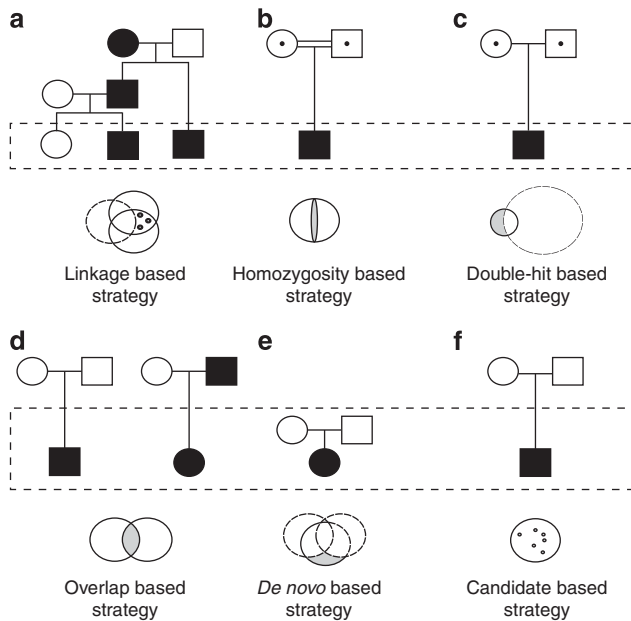 a
b
c
Linkage based
strategy
Homozygosity based
strategy
Double-hit based
strategy
d
e
f
Overlap based
strategy
De novo based
strategy
Candidate based
strategy